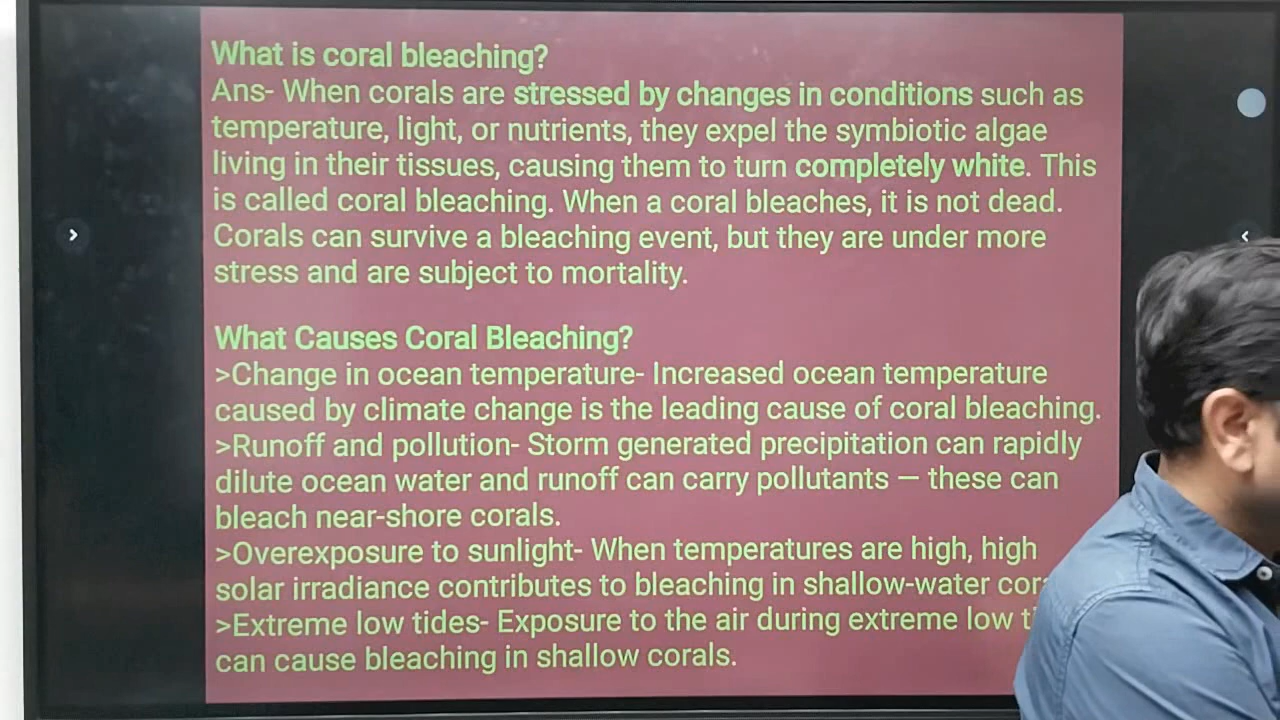 What is coral bleaching?
Ans- When corals are stressed by changes in conditions such as
temperature, light, or nutrients, they expel the symbiotic algae
living in their tissues, causing them to turn completely white. This
is called coral bleaching. When a coral bleaches, it is not dead.
Corals can survive a bleaching event, but they are under more
stress and are subject to mortality.
What Causes Coral Bleaching?
>Change in ocean temperature- Increased ocean temperature
caused by climate change is the leading cause of coral bleaching.
>Runoff and pollution- Storm generated precipitation can rapidly
dilute ocean water and runoff can carry pollutants — these can
bleach near-shore corals.
>Overexposure to sunlight- When temperatures are high, high
solar irradiance contributes to bleaching in shallow-water
>Extreme low tides- Exposure to the air during extreme low
can cause bleaching in shallow corals.